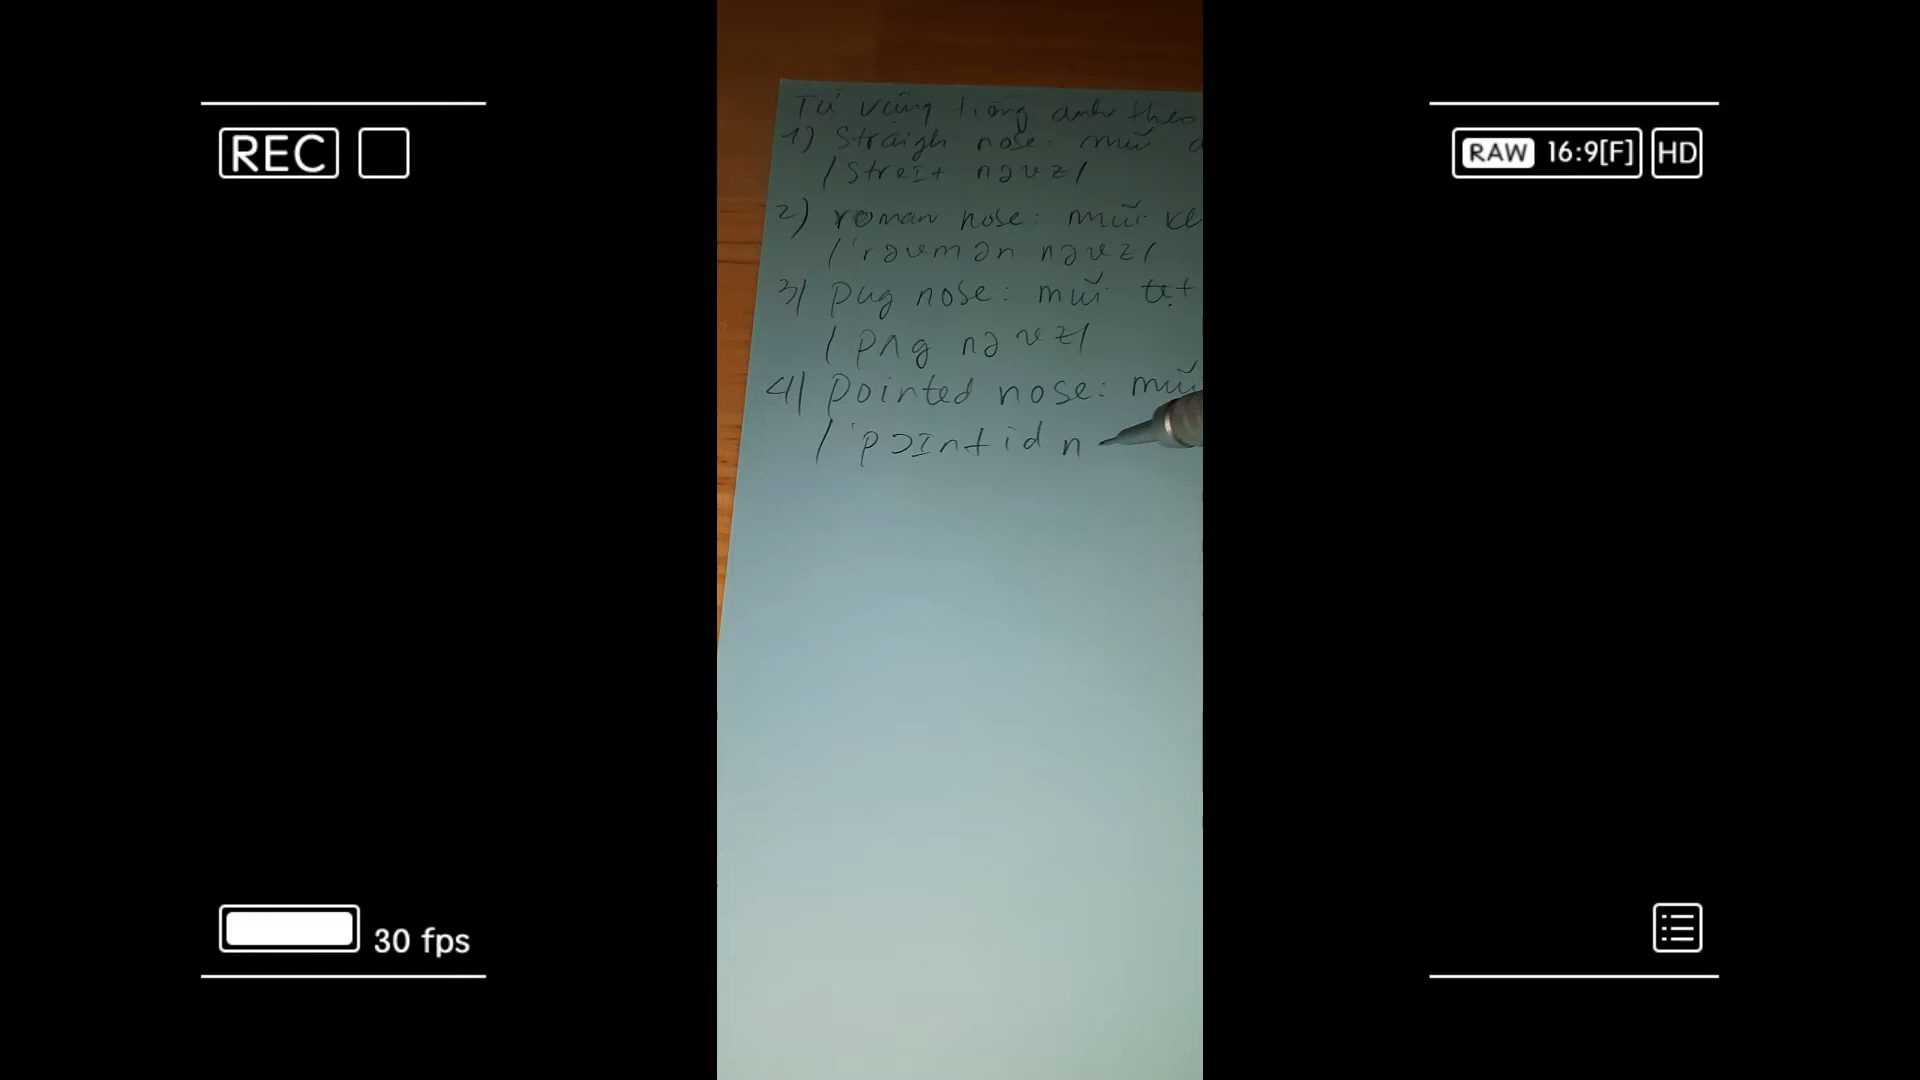 REC
RAW 16:9[F] HD
Từ vựng tiếng anh theo
1) Straigh nose: mũi
/streɪt nəʊz/
2) roman nose: mũi
/ˈrəʊmən nəʊz/
3) pug nose: mũi tẹt
/pʌg nəʊz/
4) pointed nose: mũi
/ˈpɔɪntid n
30 fps